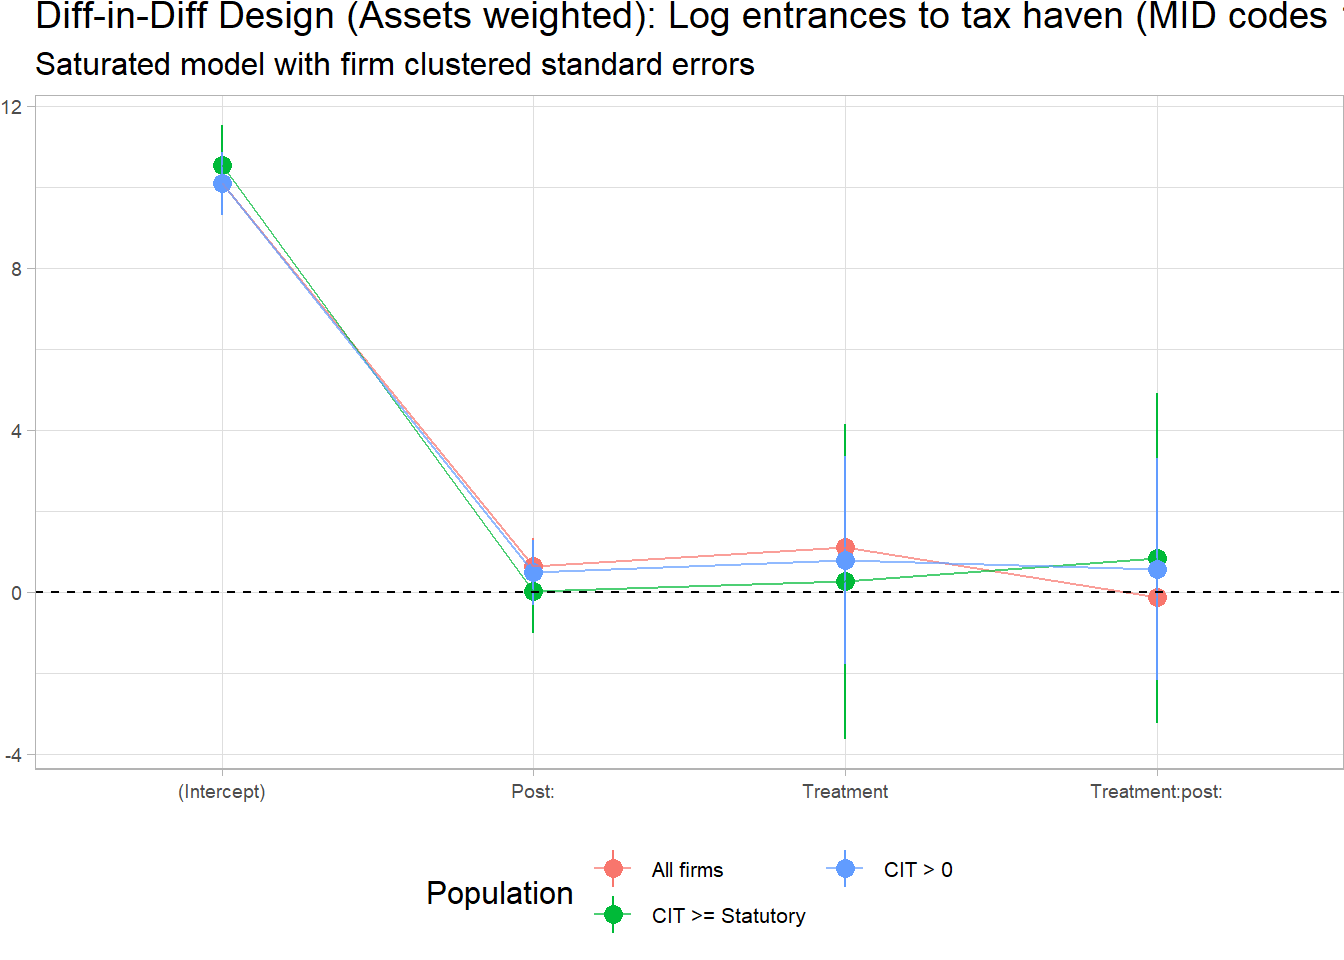 Diff-in-Diff Design (Assets weighted): Log entrances to tax haven (MID codes
Saturated model with firm clustered standard errors
12
8
4
0
-4
(Intercept) Post: Treatment Treatment:post:
Population
All firms
CIT >= Statutory
CIT > 0